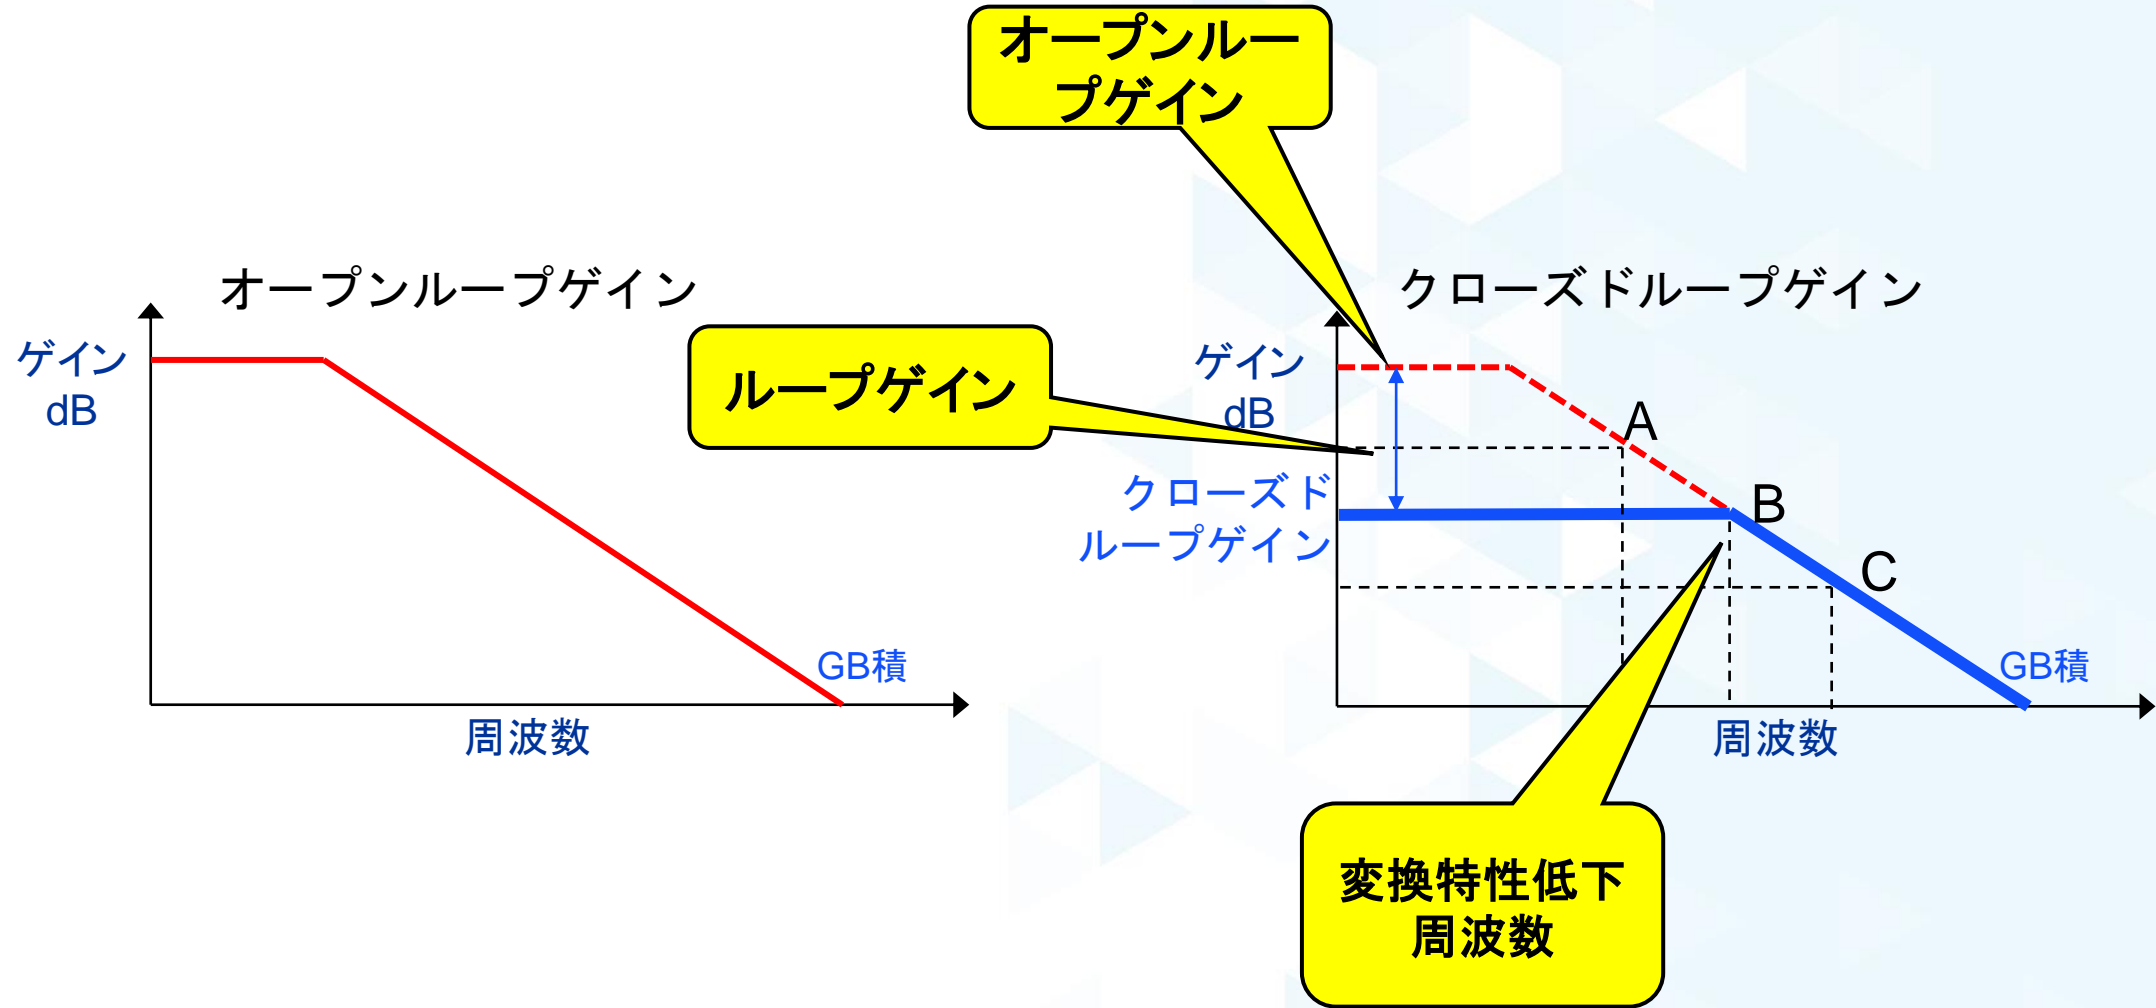 オープンルー
プゲイン
オープンループゲイン
ゲイン
dB
GB積
周波数
ループゲイン
クローズドループゲイン
ゲイン
dB
クローズド
ループゲイン
A
B
C
GB積
周波数
変換特性低下
周波数